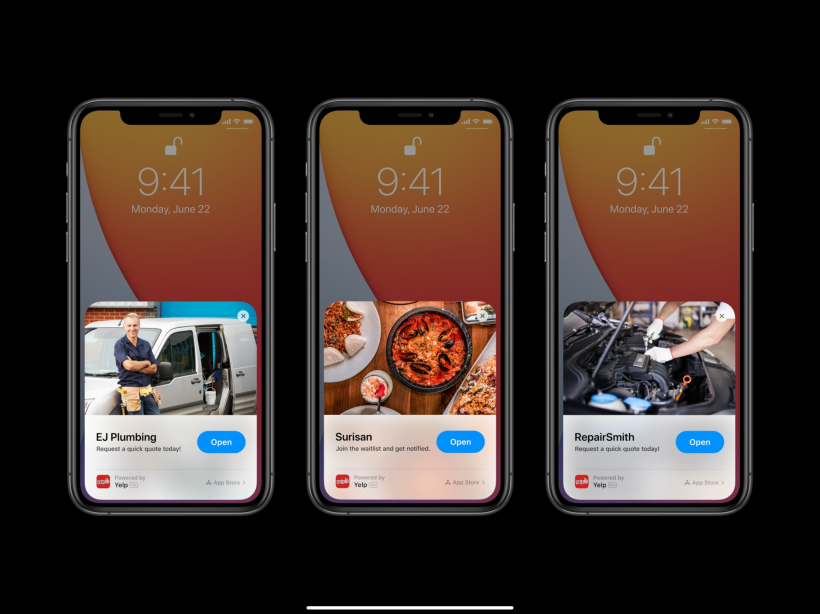 9:41
Monday, June 22
EJ Plumbing
Request a quick quote today!
Open
Powered by
Yelp
App Store
9:41
Monday, June 22
Surisan
Join the waitlist and get notified.
Open
Powered by
Yelp
App Store
9:41
Monday, June 22
RepairSmith
Request a quick quote today!
Open
Powered by
Yelp
App Store